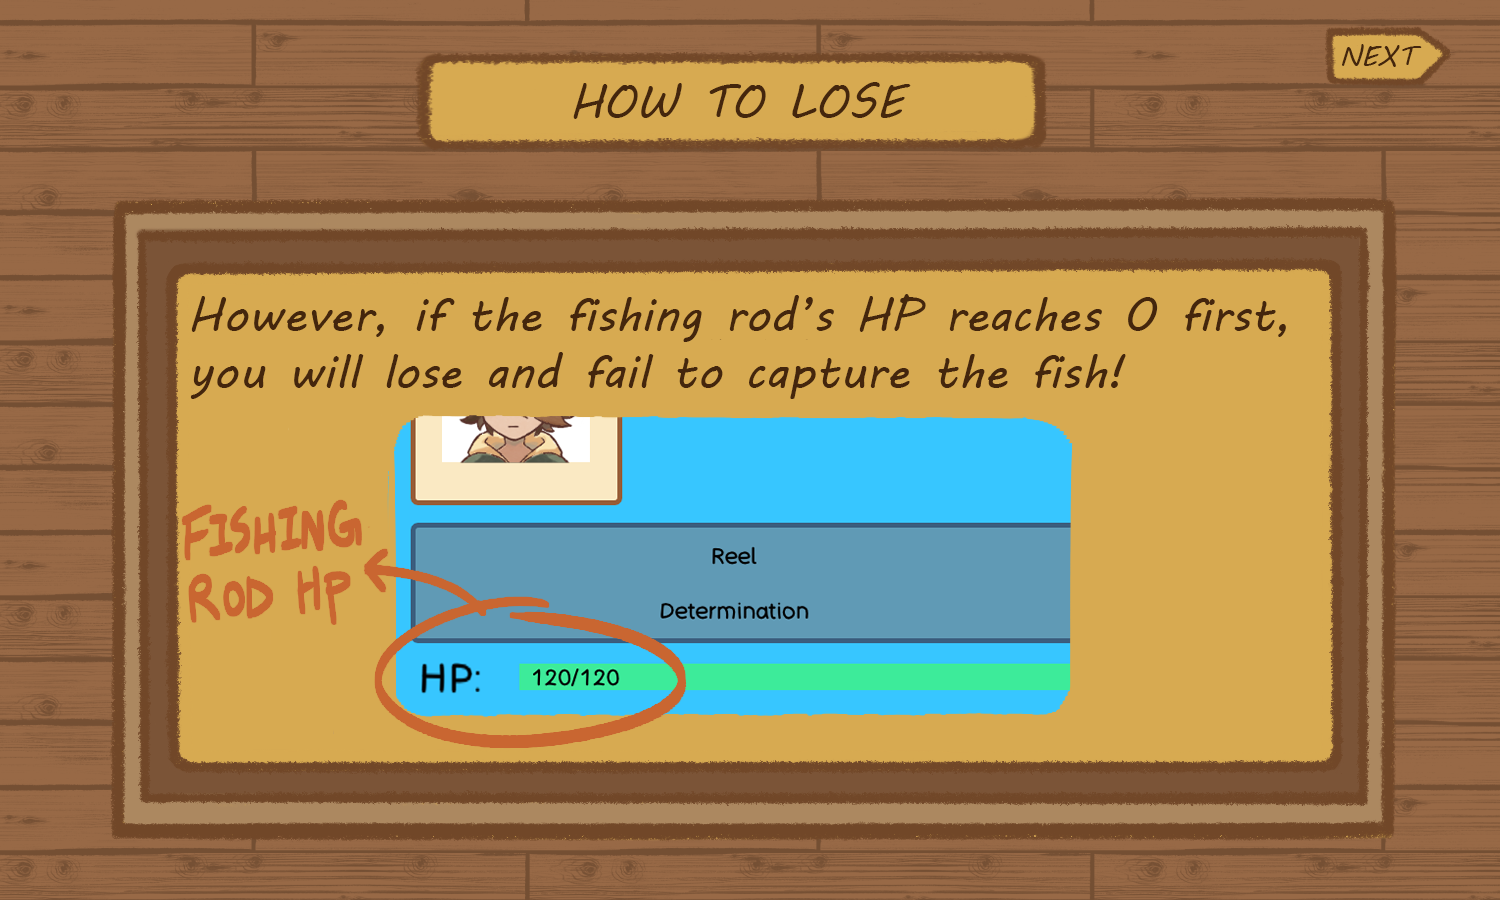 NEXT
HOW TO LOSE
However, if the fishing rod's HP reaches 0 first,
you will lose and fail to capture the fish!
FISHING
ROD HP
Reel
Determination
HP: 120/120